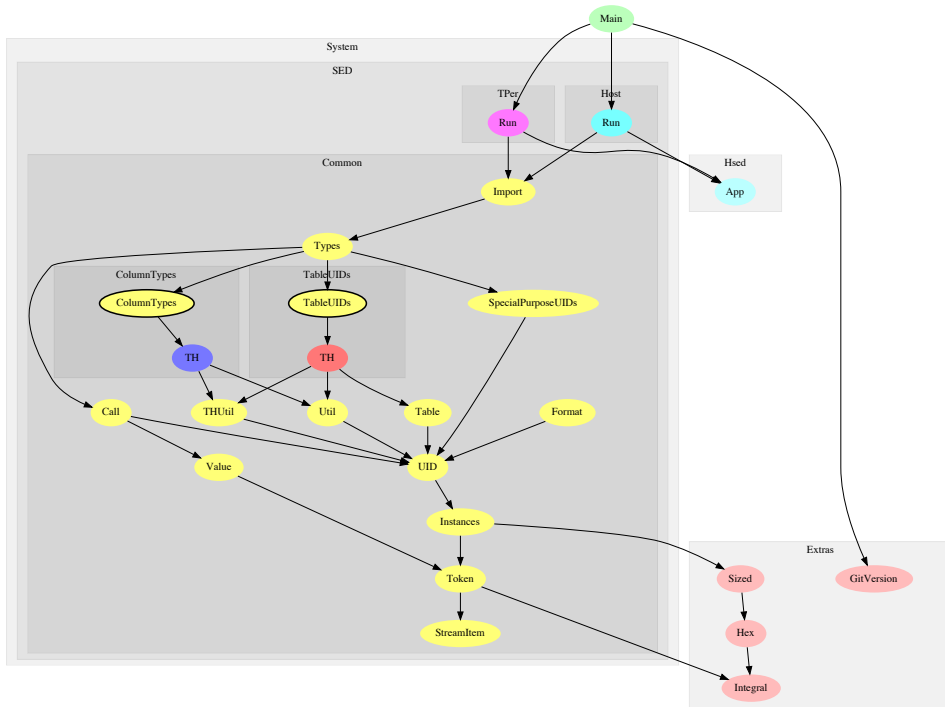 Main
System
SED
TPer
Host
Run
Run
Common
Hsed
Import
App
Types
ColumnTypes
TableUIDs
ColumnTypes
TableUIDs
SpecialPurposeUIDs
TH
TH
Call
THUtil
Util
Table
Format
Value
UID
Instances
Extras
Token
Sized
GitVersion
StreamItem
Hex
Integral